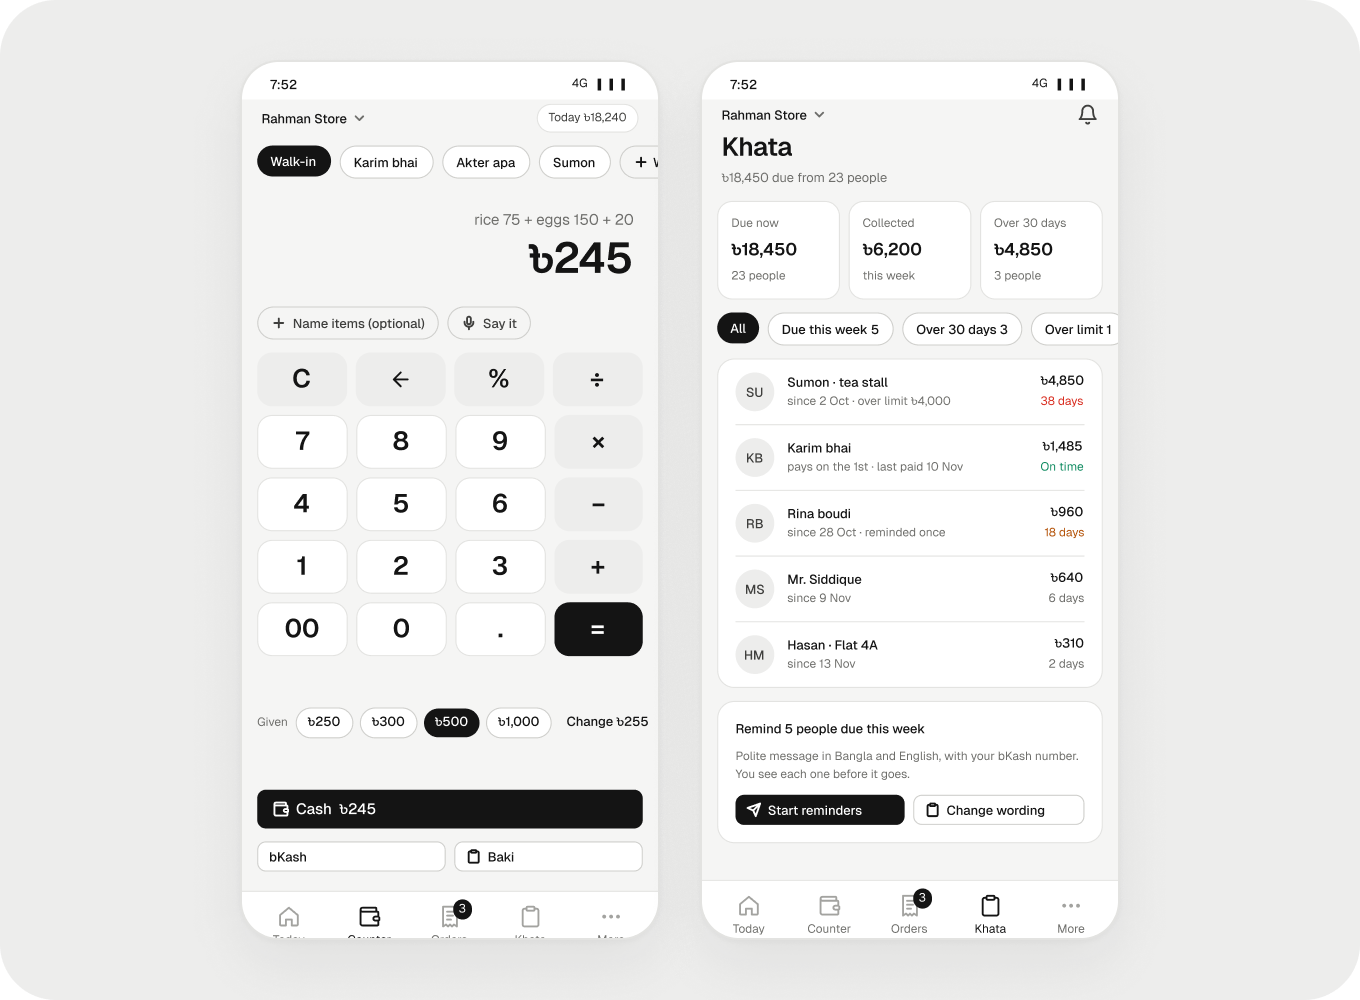 7:52
4G
Rahman Store
Today ৳18,240
Walk-in
Karim bhai
Akter apa
Sumon
+
rice 75 + eggs 150 + 20
৳245
+ Name items (optional)
Say it
C
←
%
÷
7
8
9
×
4
5
6
−
1
2
3
+
00
0
.
=
Given
৳250
৳300
৳500
৳1,000
Change ৳255
Cash ৳245
bKash
Baki
3
Today
Counter
Orders
Khata
More
7:52
4G
Rahman Store
Khata
৳18,450 due from 23 people
Due now
৳18,450
23 people
Collected
৳6,200
this week
Over 30 days
৳4,850
3 people
All
Due this week 5
Over 30 days 3
Over limit 1
SU
Sumon · tea stall
since 2 Oct · over limit ৳4,000
৳4,850
38 days
KB
Karim bhai
pays on the 1st · last paid 10 Nov
৳1,485
On time
RB
Rina boudi
since 28 Oct · reminded once
৳960
18 days
MS
Mr. Siddique
since 9 Nov
৳640
6 days
HM
Hasan · Flat 4A
since 13 Nov
৳310
2 days
Remind 5 people due this week
Polite message in Bangla and English, with your bKash number.
You see each one before it goes.
Start reminders
Change wording
3
Today
Counter
Orders
Khata
More